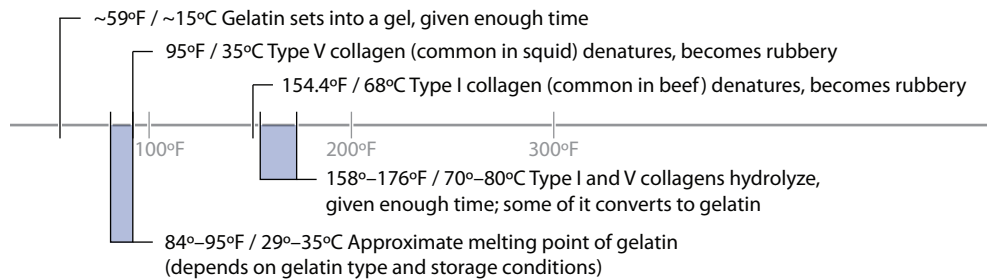 ~59ºF / ~15ºC Gelatin sets into a gel, given enough time
95ºF / 35ºC Type V collagen (common in squid) denatures, becomes rubbery
154.4ºF / 68ºC Type I collagen (common in beef) denatures, becomes rubbery
100ºF 200ºF 300ºF
158º–176ºF / 70º–80ºC Type I and V collagens hydrolyze,
given enough time; some of it converts to gelatin
84º–95ºF / 29º–35ºC Approximate melting point of gelatin
(depends on gelatin type and storage conditions)